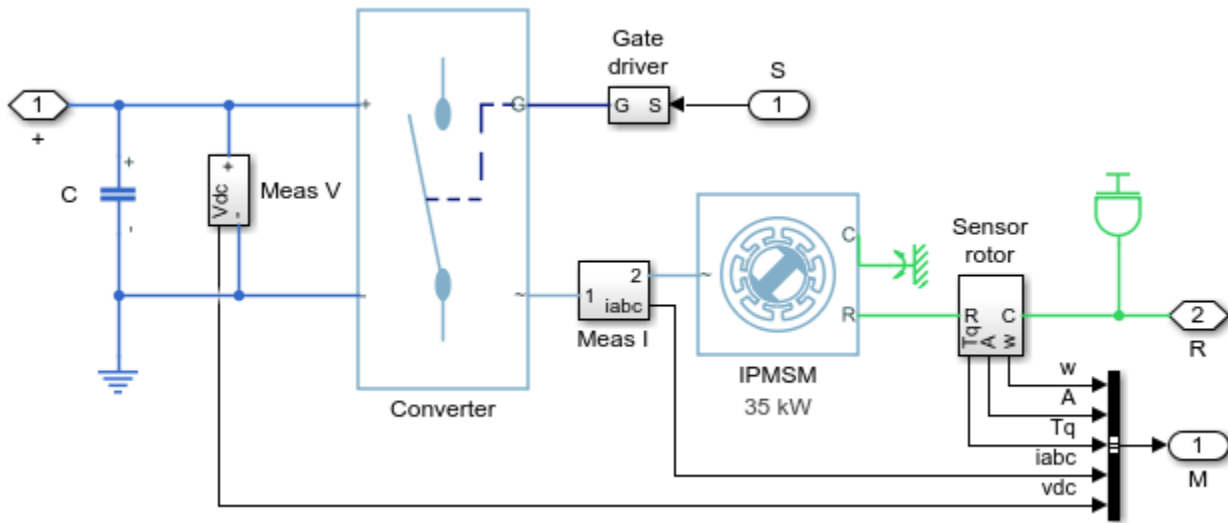 Gate
driver
S
1
+
G
G S
1
+
+
C
Vdc
+
-
Meas V
-
C
Sensor
rotor
-
~
1
2
iabc
~
R
R C
Tq
A
w
2
R
Meas I
IPMSM
35 kW
Converter
w
A
Tq
iabc
vdc
1
M